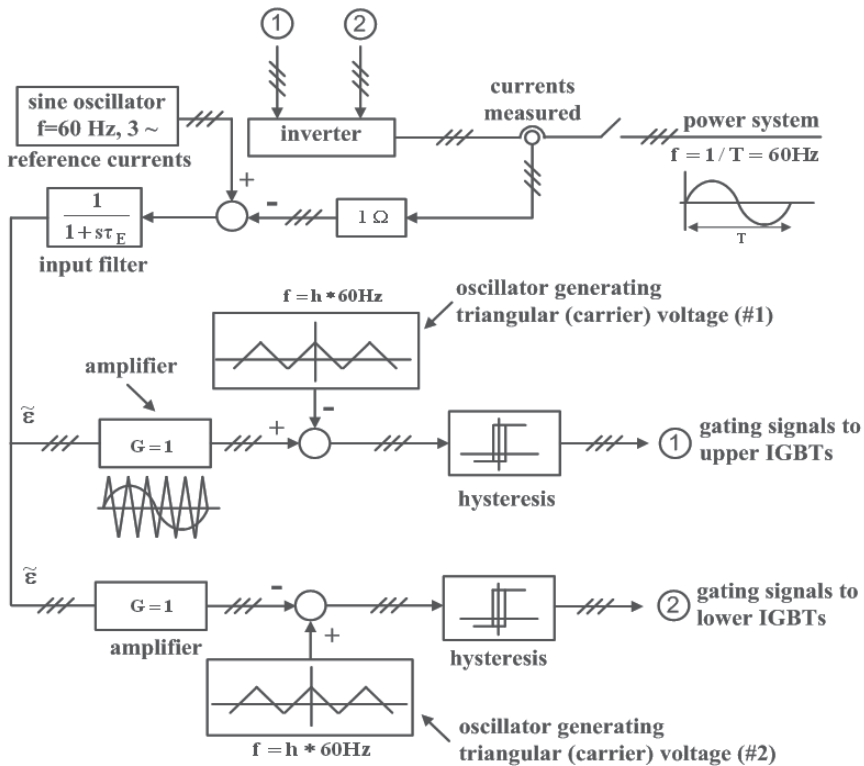 1
2
sine oscillator
f=60 Hz, 3 ~
reference currents
inverter
currents
measured
power system
f = 1/T = 60Hz
T
+
-
1 Ω
1
1+sτ_E
input filter
f = h * 60Hz
oscillator generating
triangular (carrier) voltage (#1)
amplifier
-
ε̃
G = 1
+
1
gating signals to
upper IGBTs
hysteresis
ε̃
G = 1
-
+
2
gating signals to
lower IGBTs
amplifier
hysteresis
f = h * 60Hz
oscillator generating
triangular (carrier) voltage (#2)